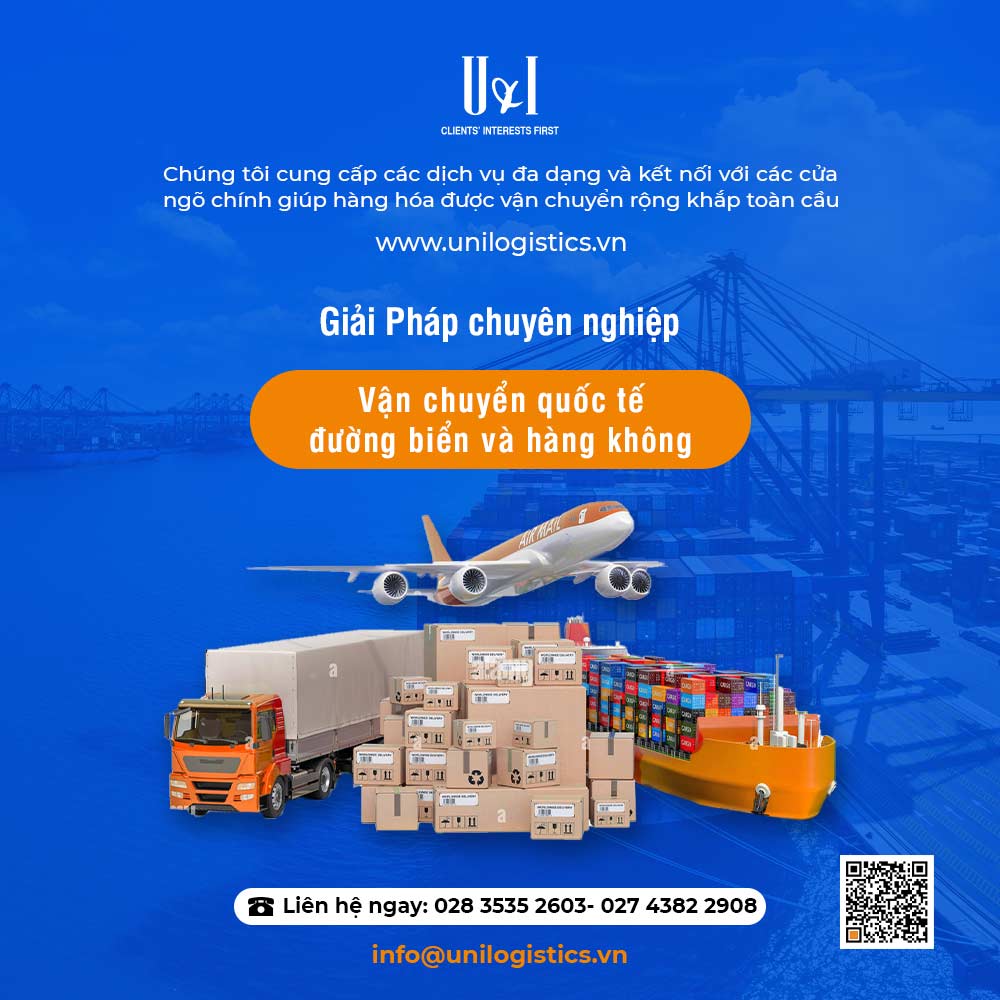 U&I
CLIENTS' INTERESTS FIRST
Chúng tôi cung cấp các dịch vụ đa dạng và kết nối với các cửa
ngõ chính giúp hàng hóa được vận chuyển rộng khắp toàn cầu
www.unilogistics.vn
Giải Pháp chuyên nghiệp
Vận chuyển quốc tế
đường biển và hàng không
AIR MAIL
WORLDWIDE DELIVERY
CARGO
a
Liên hệ ngay: 028 3535 2603- 027 4382 2908
info@unilogistics.vn